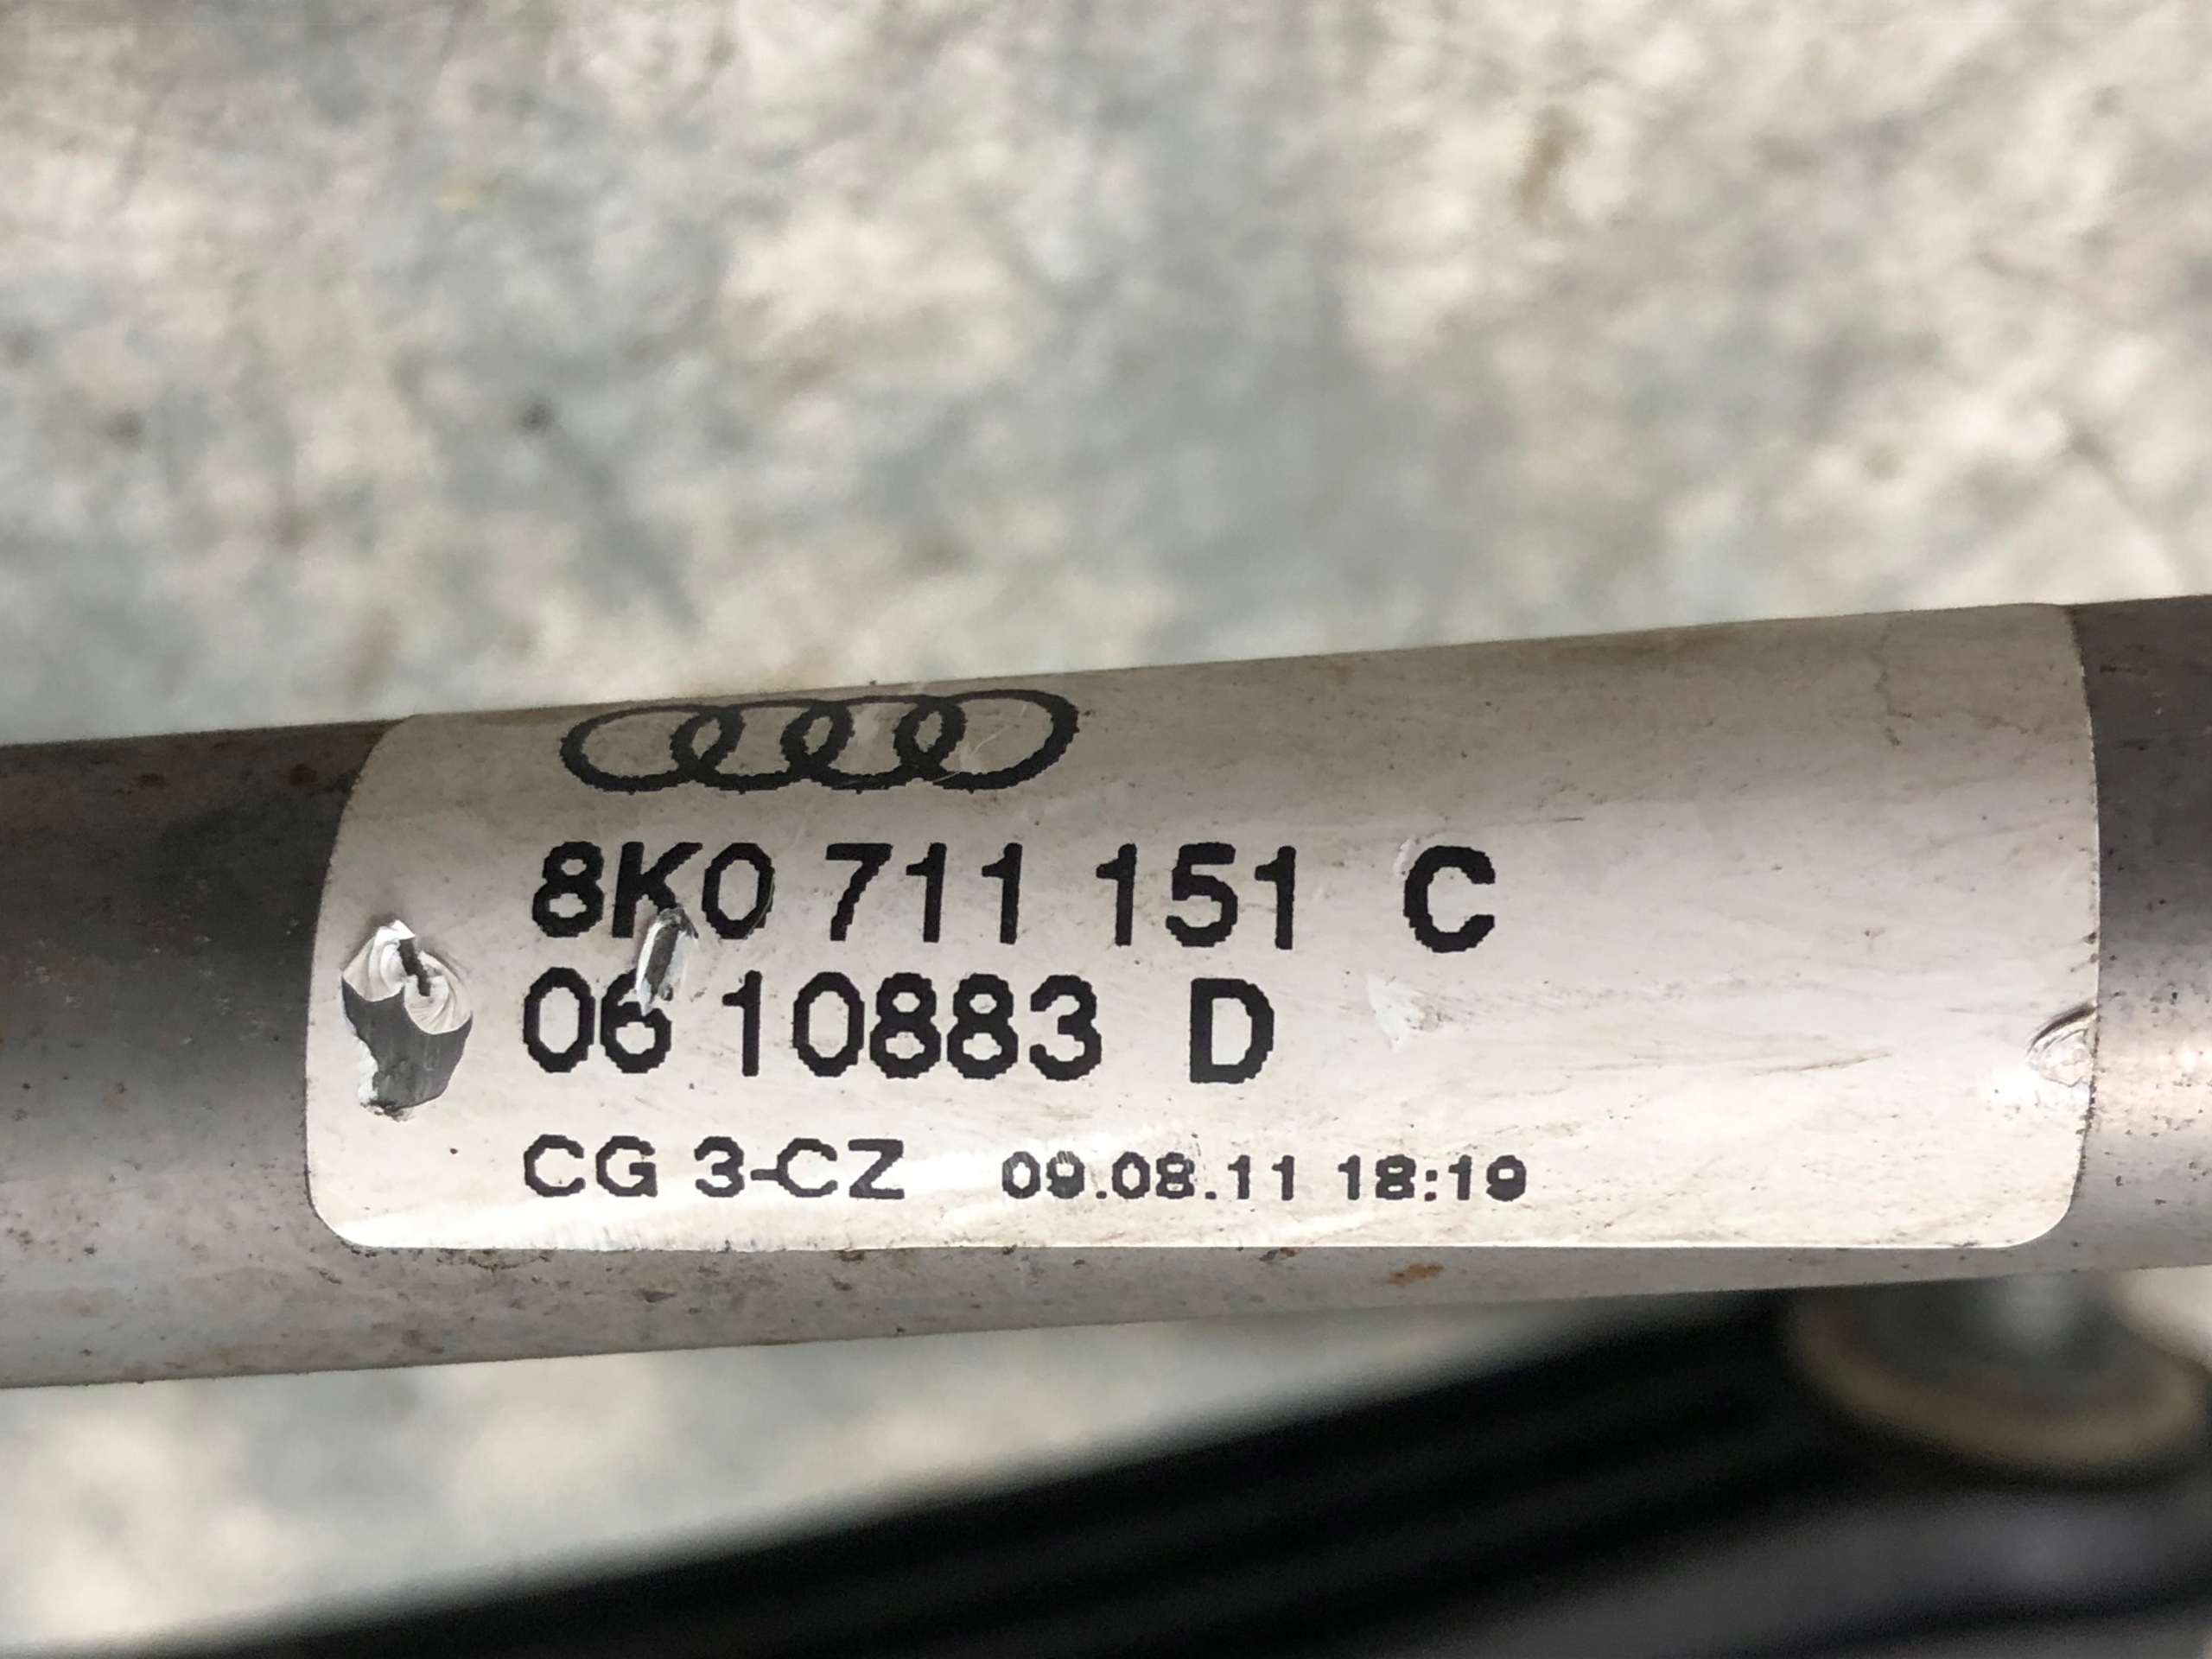 8K0 711 151 C
06 10883 D
CG 3-CZ 09.08.11 18:19